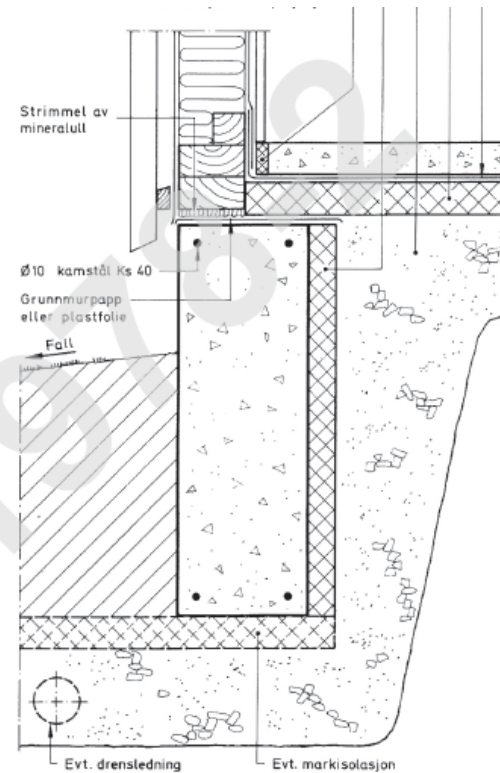 Strimmel av
mineralull
Ø10 kamstål Ks 40
Grunnmurpapp
eller plastfolie
Fall
Evt. drensledning
Evt. markisolasjon